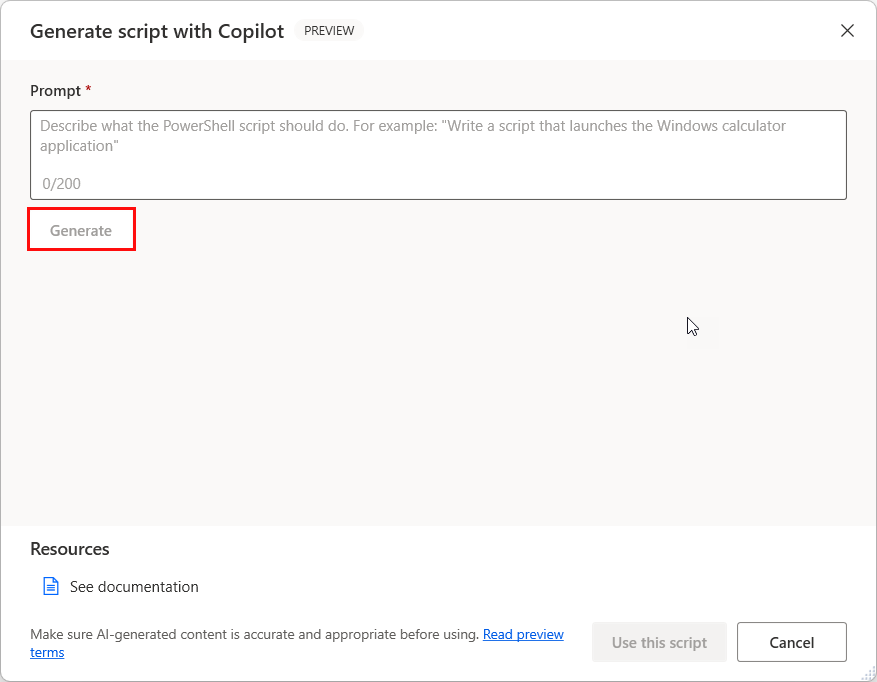 Generate script with Copilot PREVIEW
Prompt *
Describe what the PowerShell script should do. For example: "Write a script that launches the Windows calculator
application"
0/200
Generate
Resources
See documentation
Make sure AI-generated content is accurate and appropriate before using. Read preview
terms
Use this script Cancel